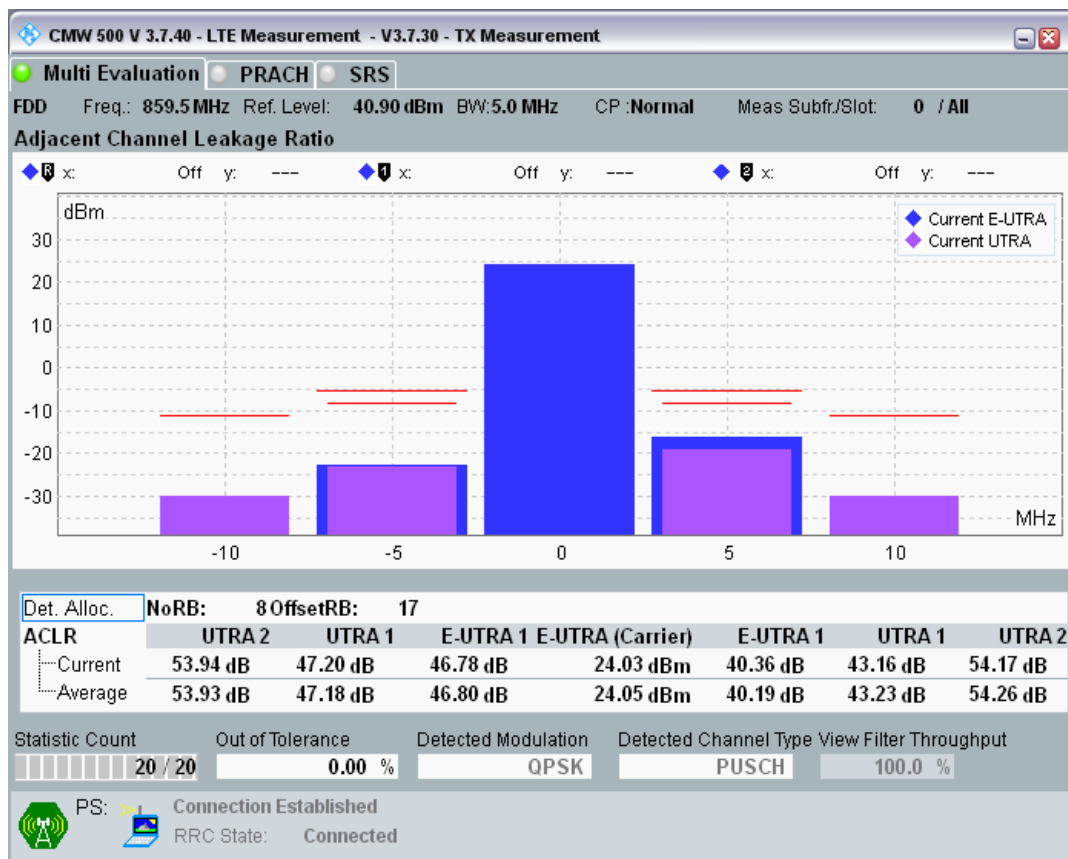 CMW 500 V 3.7.40 - LTE Measurement - V3.7.30 - TX Measurement
Multi Evaluation PRACH SRS
FDD Freq.: 859.5 MHz Ref. Level: 40.90 dBm BW:5.0 MHz CP :Normal Meas Subfr./Slot: 0 / All
Adjacent Channel Leakage Ratio
R x: Off y: --- 1 x: Off y: --- 2 x: Off y: ---
dBm
Current E-UTRA
Current UTRA
30
20
10
0
-10
-20
-30
MHz
-10 -5 0 5 10
Det. Alloc. NoRB: 8 OffsetRB: 17
ACLR UTRA 2 UTRA 1 E-UTRA 1 E-UTRA (Carrier) E-UTRA 1 UTRA 1 UTRA 2
Current 53.94 dB 47.20 dB 46.78 dB 24.03 dBm 40.36 dB 43.16 dB 54.17 dB
Average 53.93 dB 47.18 dB 46.80 dB 24.05 dBm 40.19 dB 43.23 dB 54.26 dB
Statistic Count Out of Tolerance Detected Modulation Detected Channel Type View Filter Throughput
20 / 20 0.00 % QPSK PUSCH 100.0 %
PS: Connection Established
RRC State: Connected